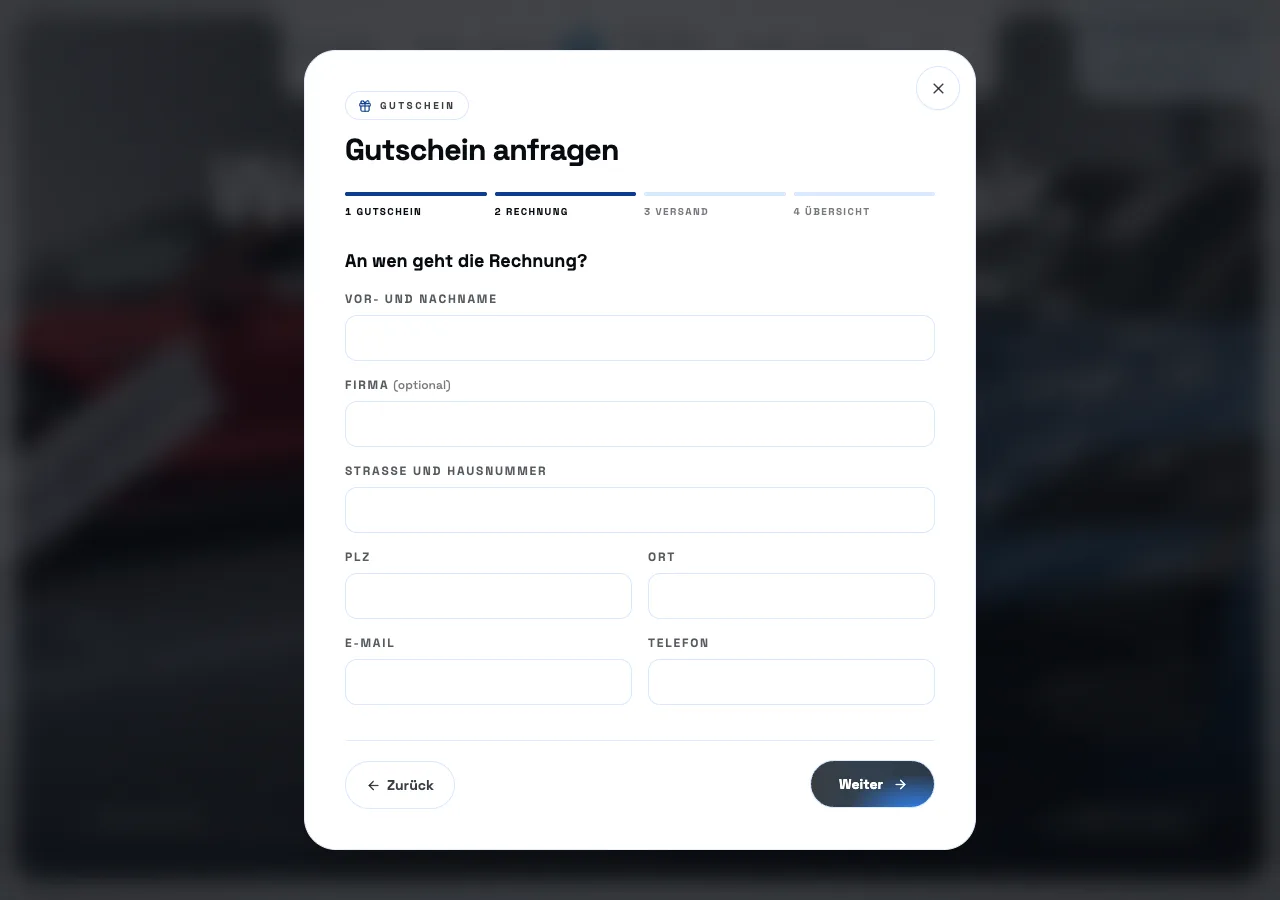 GUTSCHEIN
Gutschein anfragen
1 GUTSCHEIN
2 RECHNUNG
3 VERSAND
4 ÜBERSICHT
An wen geht die Rechnung?
VOR- UND NACHNAME
FIRMA (optional)
STRASSE UND HAUSNUMMER
PLZ
ORT
E-MAIL
TELEFON
← Zurück
Weiter →